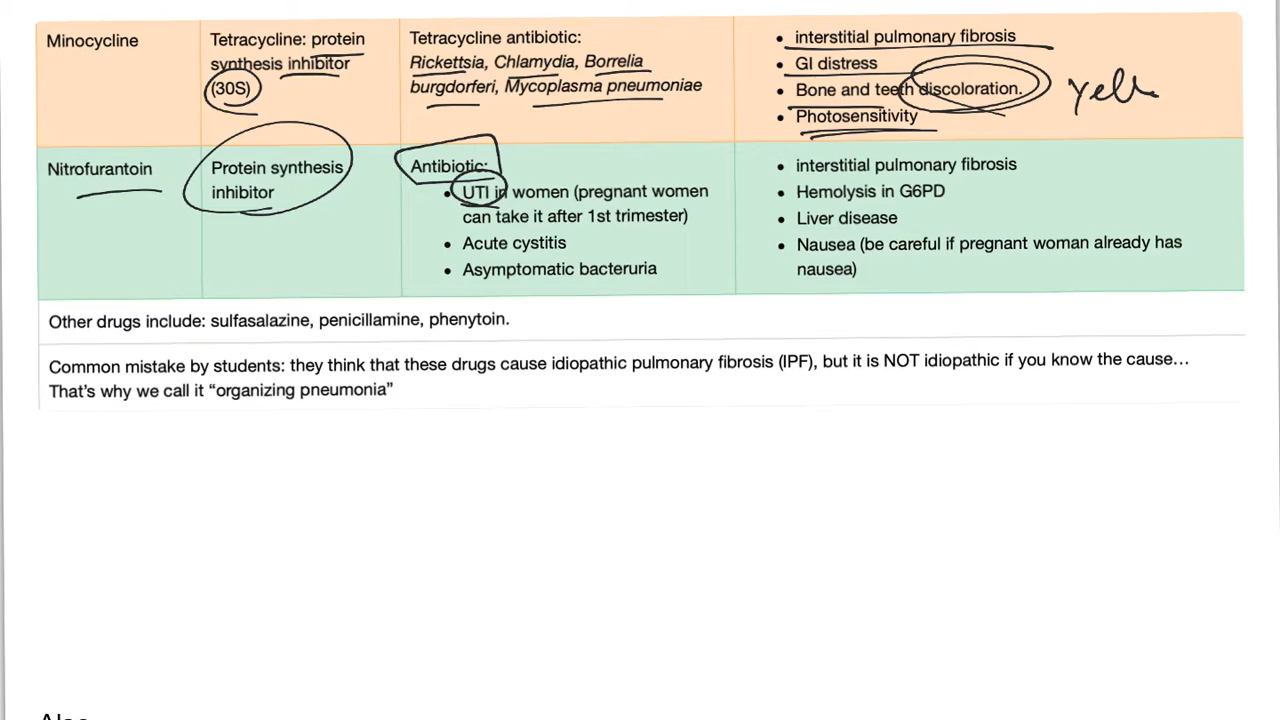 Minocycline
Tetracycline: protein
synthesis inhibitor
(30S)
Tetracycline antibiotic:
Rickettsia, Chlamydia, Borrelia
burgdorferi, Mycoplasma pneumoniae
• interstitial pulmonary fibrosis
• GI distress
• Bone and teeth discoloration.
• Photosensitivity
Nitrofurantoin
Protein synthesis
inhibitor
Antibiotic:
• UTI in women (pregnant women
can take it after 1st trimester)
• Acute cystitis
• Asymptomatic bacteruria
• interstitial pulmonary fibrosis
• Hemolysis in G6PD
• Liver disease
• Nausea (be careful if pregnant woman already has
nausea)
Other drugs include: sulfasalazine, penicillamine, phenytoin.
Common mistake by students: they think that these drugs cause idiopathic pulmonary fibrosis (IPF), but it is NOT idiopathic if you know the cause…
That’s why we call it “organizing pneumonia”